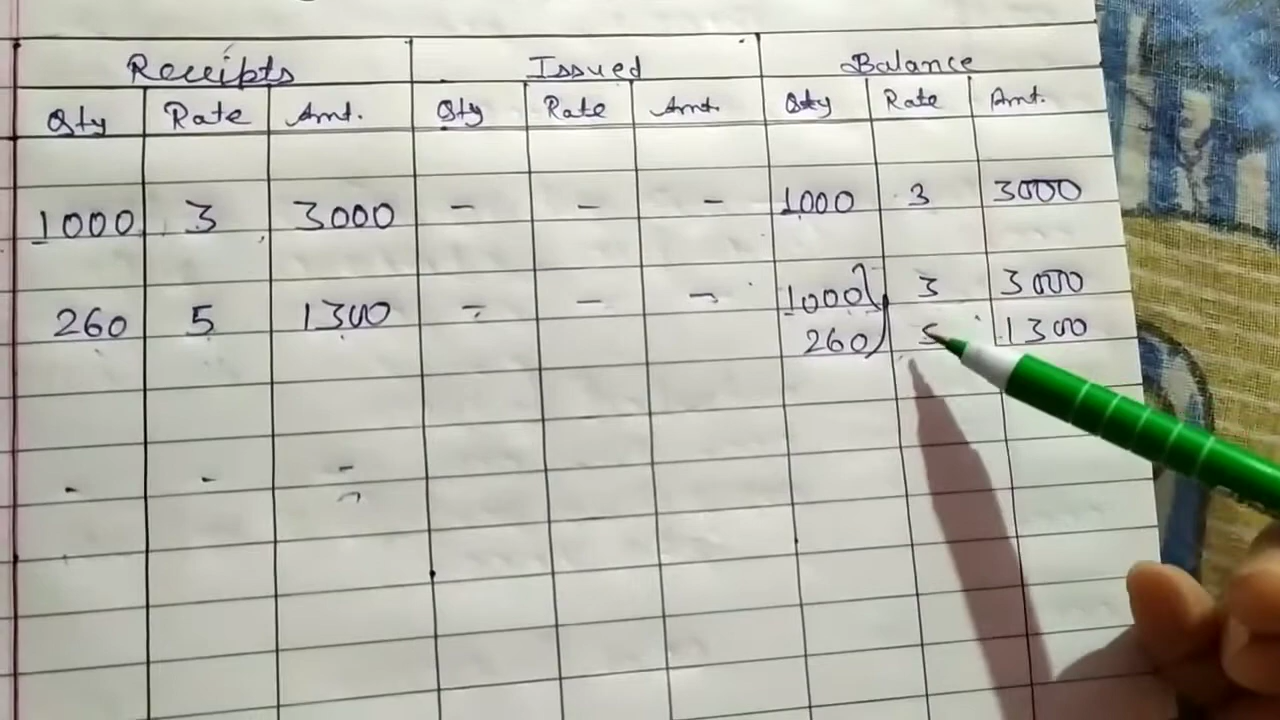 Receipts Issued Balance
Qty Rate Amt. Qty Rate Amt. Qty Rate Amt.
1000 3 3000 - - - 1000 3 3000
1000 3 3000
260 5 1300 - - - 260 5 1300
- - -